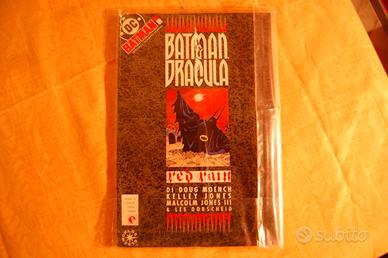 DC
BATMAN
BATMAN
&
DRACULA
red rain
DI DOUG MOENCH
KELLEY JONES
MALCOLM JONES III
& LES DORSCHEID
subito